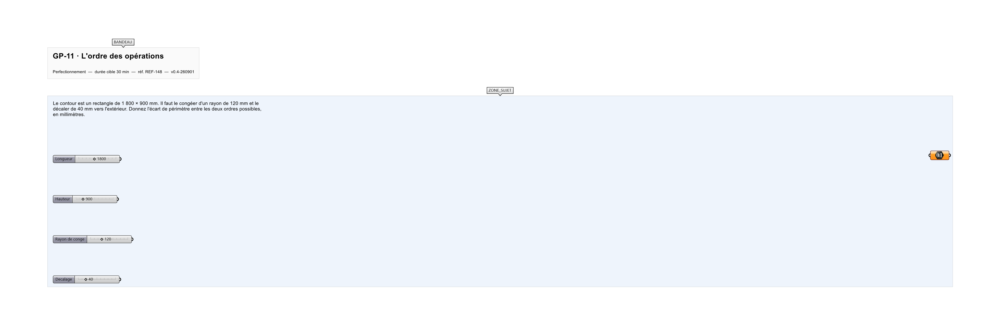 BANDEAU
GP-11 · L'ordre des opérations
Perfectionnement — durée cible 30 min — réf. REF-148 — v0.4-260901
ZONE_SUJET
Le contour est un rectangle de 1 800 × 900 mm. Il faut le congéer d'un rayon de 120 mm et le
décaler de 40 mm vers l'extérieur. Donnez l'écart de périmètre entre les deux ordres possibles,
en millimètres.
Longueur 1800
0.1
Hauteur 900
Rayon de conge 120
Decalage 40